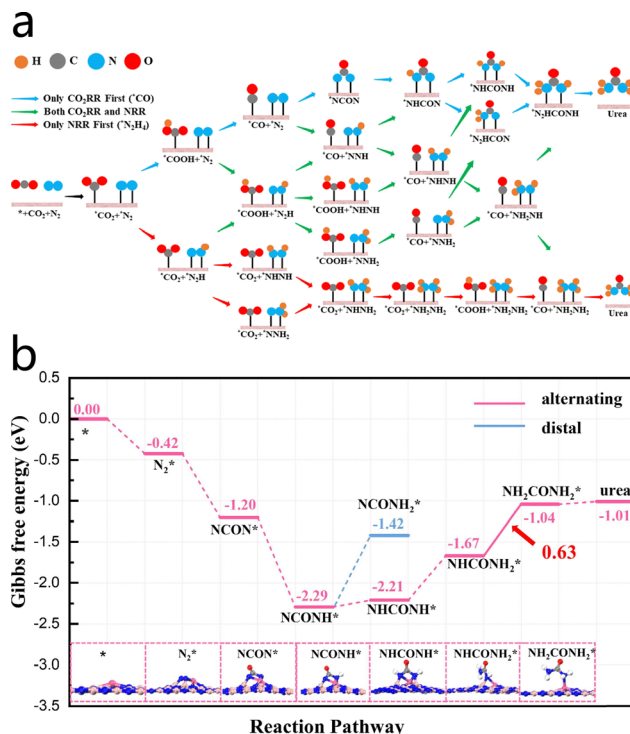 a
H C N O
Only CO2RR First (*CO)
Both CO2RR and NRR
Only NRR First (*N2H4)
*+CO2+N2
*CO2+*N2
*COOH+*N2
*CO2+*N2H
*CO+*N2
*COOH+*N2H
*CO2+*NHNH
*CO2+*NNH2
*NCON
*CO+*NNH
*COOH+*NHNH
*COOH+*NNH2
*CO2+*NHNH2
*NHCON
*CO+*NHNH
*CO+*NNH2
*CO2+*NH2NH2
*NHCONH
*N2HCON
*CO+*NH2NH
*COOH+*NH2NH2
*N2HCONH
*CO+*NH2NH2
Urea
Urea
b
Gibbs free energy (eV)
0.5
0.0
-0.5
-1.0
-1.5
-2.0
-2.5
-3.0
-3.5
alternating
distal
0.00
*
-0.42
N2*
-1.20
NCON*
-2.29
NCONH*
NCONH2*
-1.42
-2.21
NHCONH*
-1.67
NHCONH2*
NH2CONH2*
-1.04
0.63
urea
-1.01
* N2* NCON* NCONH* NHCONH* NHCONH2* NH2CONH2*
Reaction Pathway